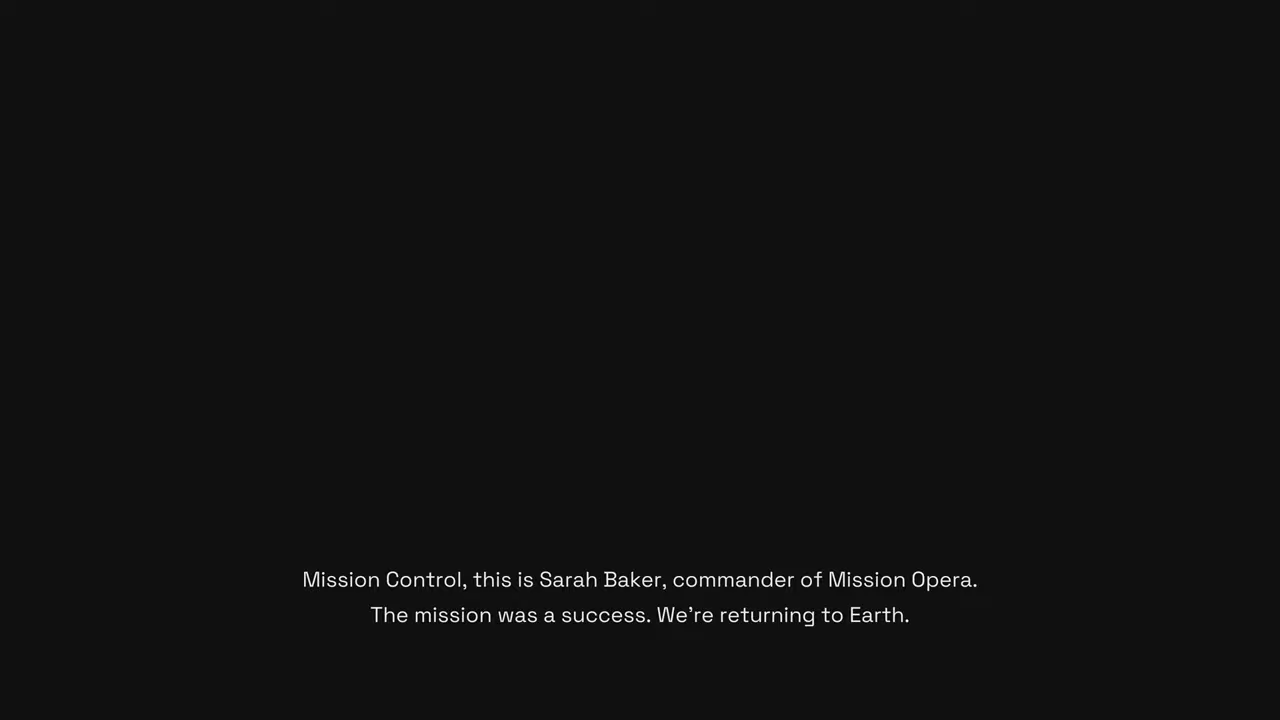 Mission Control, this is Sarah Baker, commander of Mission Opera.
The mission was a success. We’re returning to Earth.